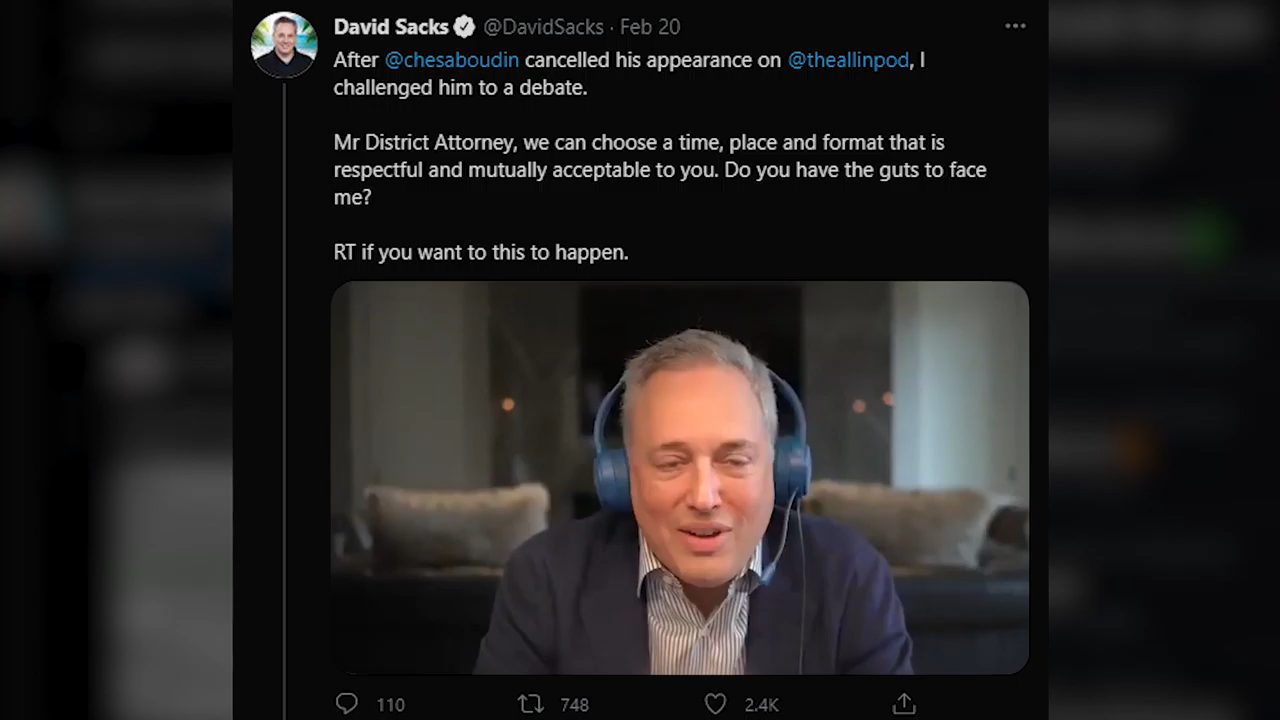 David Sacks @DavidSacks · Feb 20
After @chesaboudin cancelled his appearance on @theallinpod, I
challenged him to a debate.
Mr District Attorney, we can choose a time, place and format that is
respectful and mutually acceptable to you. Do you have the guts to face
me?
RT if you want to this to happen.
110 748 2.4K